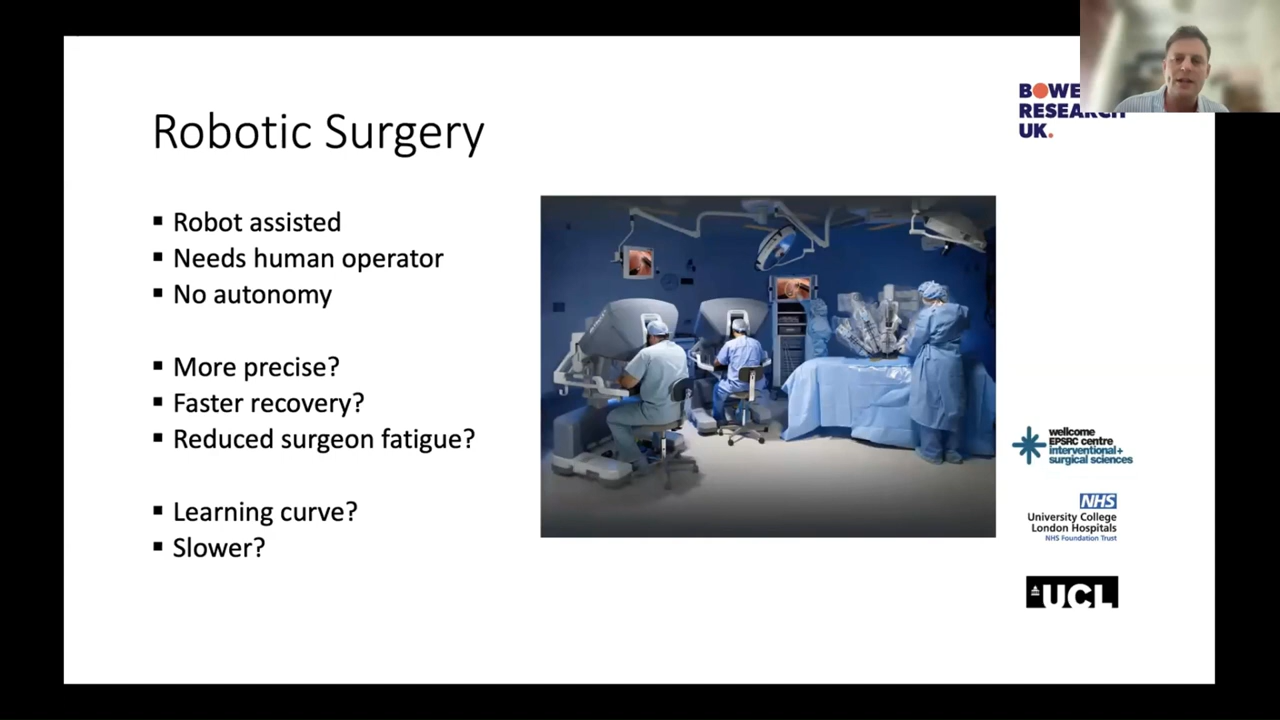 Robotic Surgery
▪ Robot assisted
▪ Needs human operator
▪ No autonomy
▪ More precise?
▪ Faster recovery?
▪ Reduced surgeon fatigue?
▪ Learning curve?
▪ Slower?
BOWE
RESEARCH
UK.
wellcome
EPSRC centre
interventional+
surgical sciences
NHS
University College
London Hospitals
NHS Foundation Trust
UCL